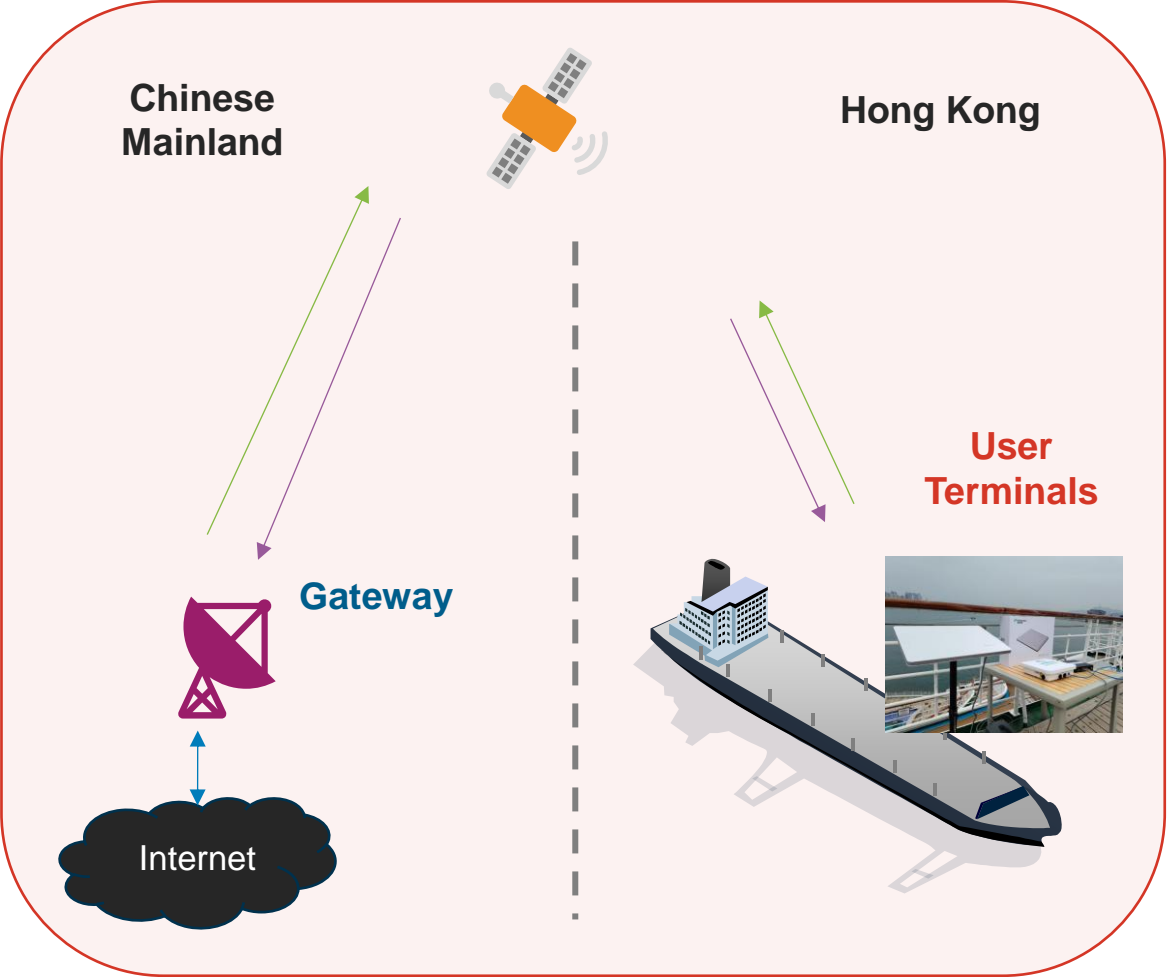 Chinese
Mainland
Hong Kong
User
Terminals
Gateway
Internet